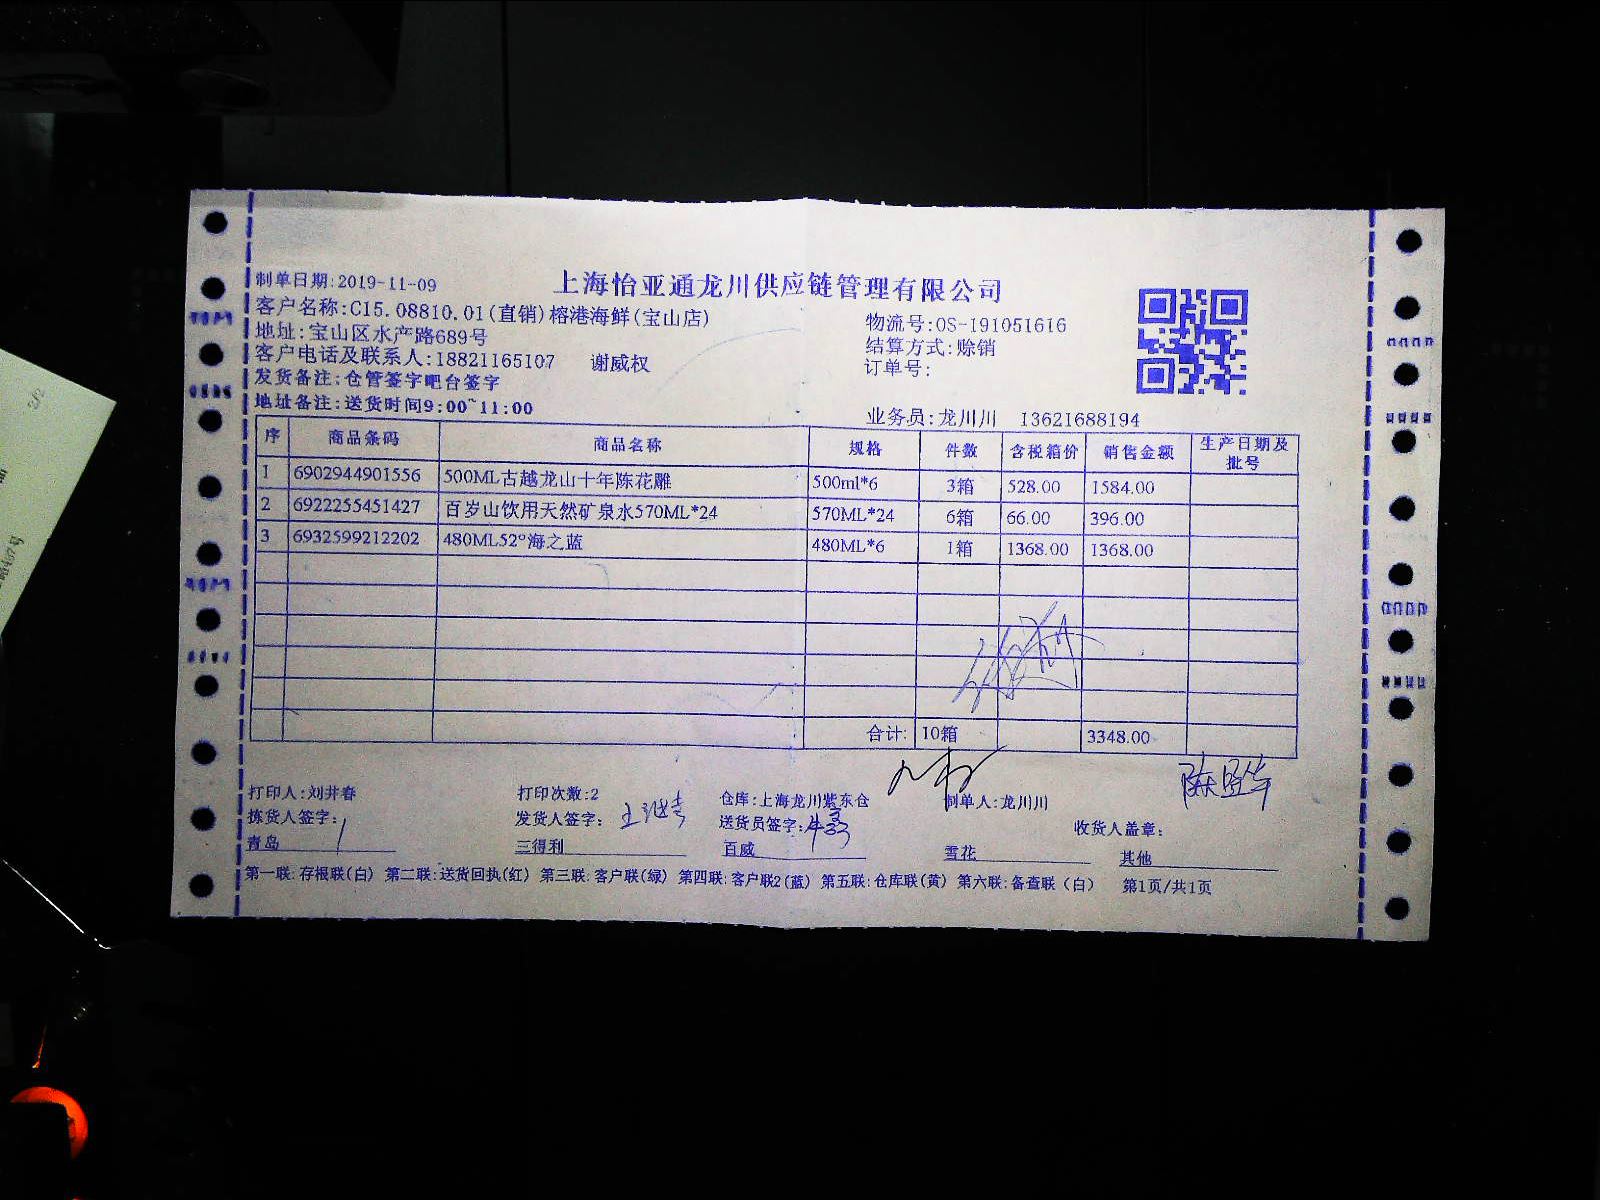 上海怡亚通龙川供应链管理有限公司
制单日期:2019-11-09
客户名称:C15.08810.01(直销)榕港海鲜(宝山店)
物流号:OS-191051616
地址:宝山区水产路689号
结算方式:赊销
客户电话及联系人:18821165107 谢威权
订单号:
发货备注:仓管签字吧台签字
地址备注:送货时间9:00~11:00
业务员:龙川川 13621688194
序 商品条码 商品名称 规格 件数 含税箱价 销售金额 生产日期及批号
1 6902944901556 500ML古越龙山十年陈花雕 500ml*6 3箱 528.00 1584.00
2 6922255451427 百岁山饮用天然矿泉水570ML*24 570ML*24 6箱 66.00 396.00
3 6932599212202 480ML52°海之蓝 480ML*6 1箱 1368.00 1368.00
合计: 10箱 3348.00
打印人:刘井春 打印次数:2 仓库:上海龙川紫东仓 制单人:龙川川
拣货人签字: 发货人签字: 送货员签字: 收货人盖章:
青岛 三得利 百威 雪花 其他
第一联:存根联(白) 第二联:送货回执(红) 第三联:客户联(绿) 第四联:客户联2(蓝) 第五联:仓库联(黄) 第六联:备查联(白) 第1页/共1页